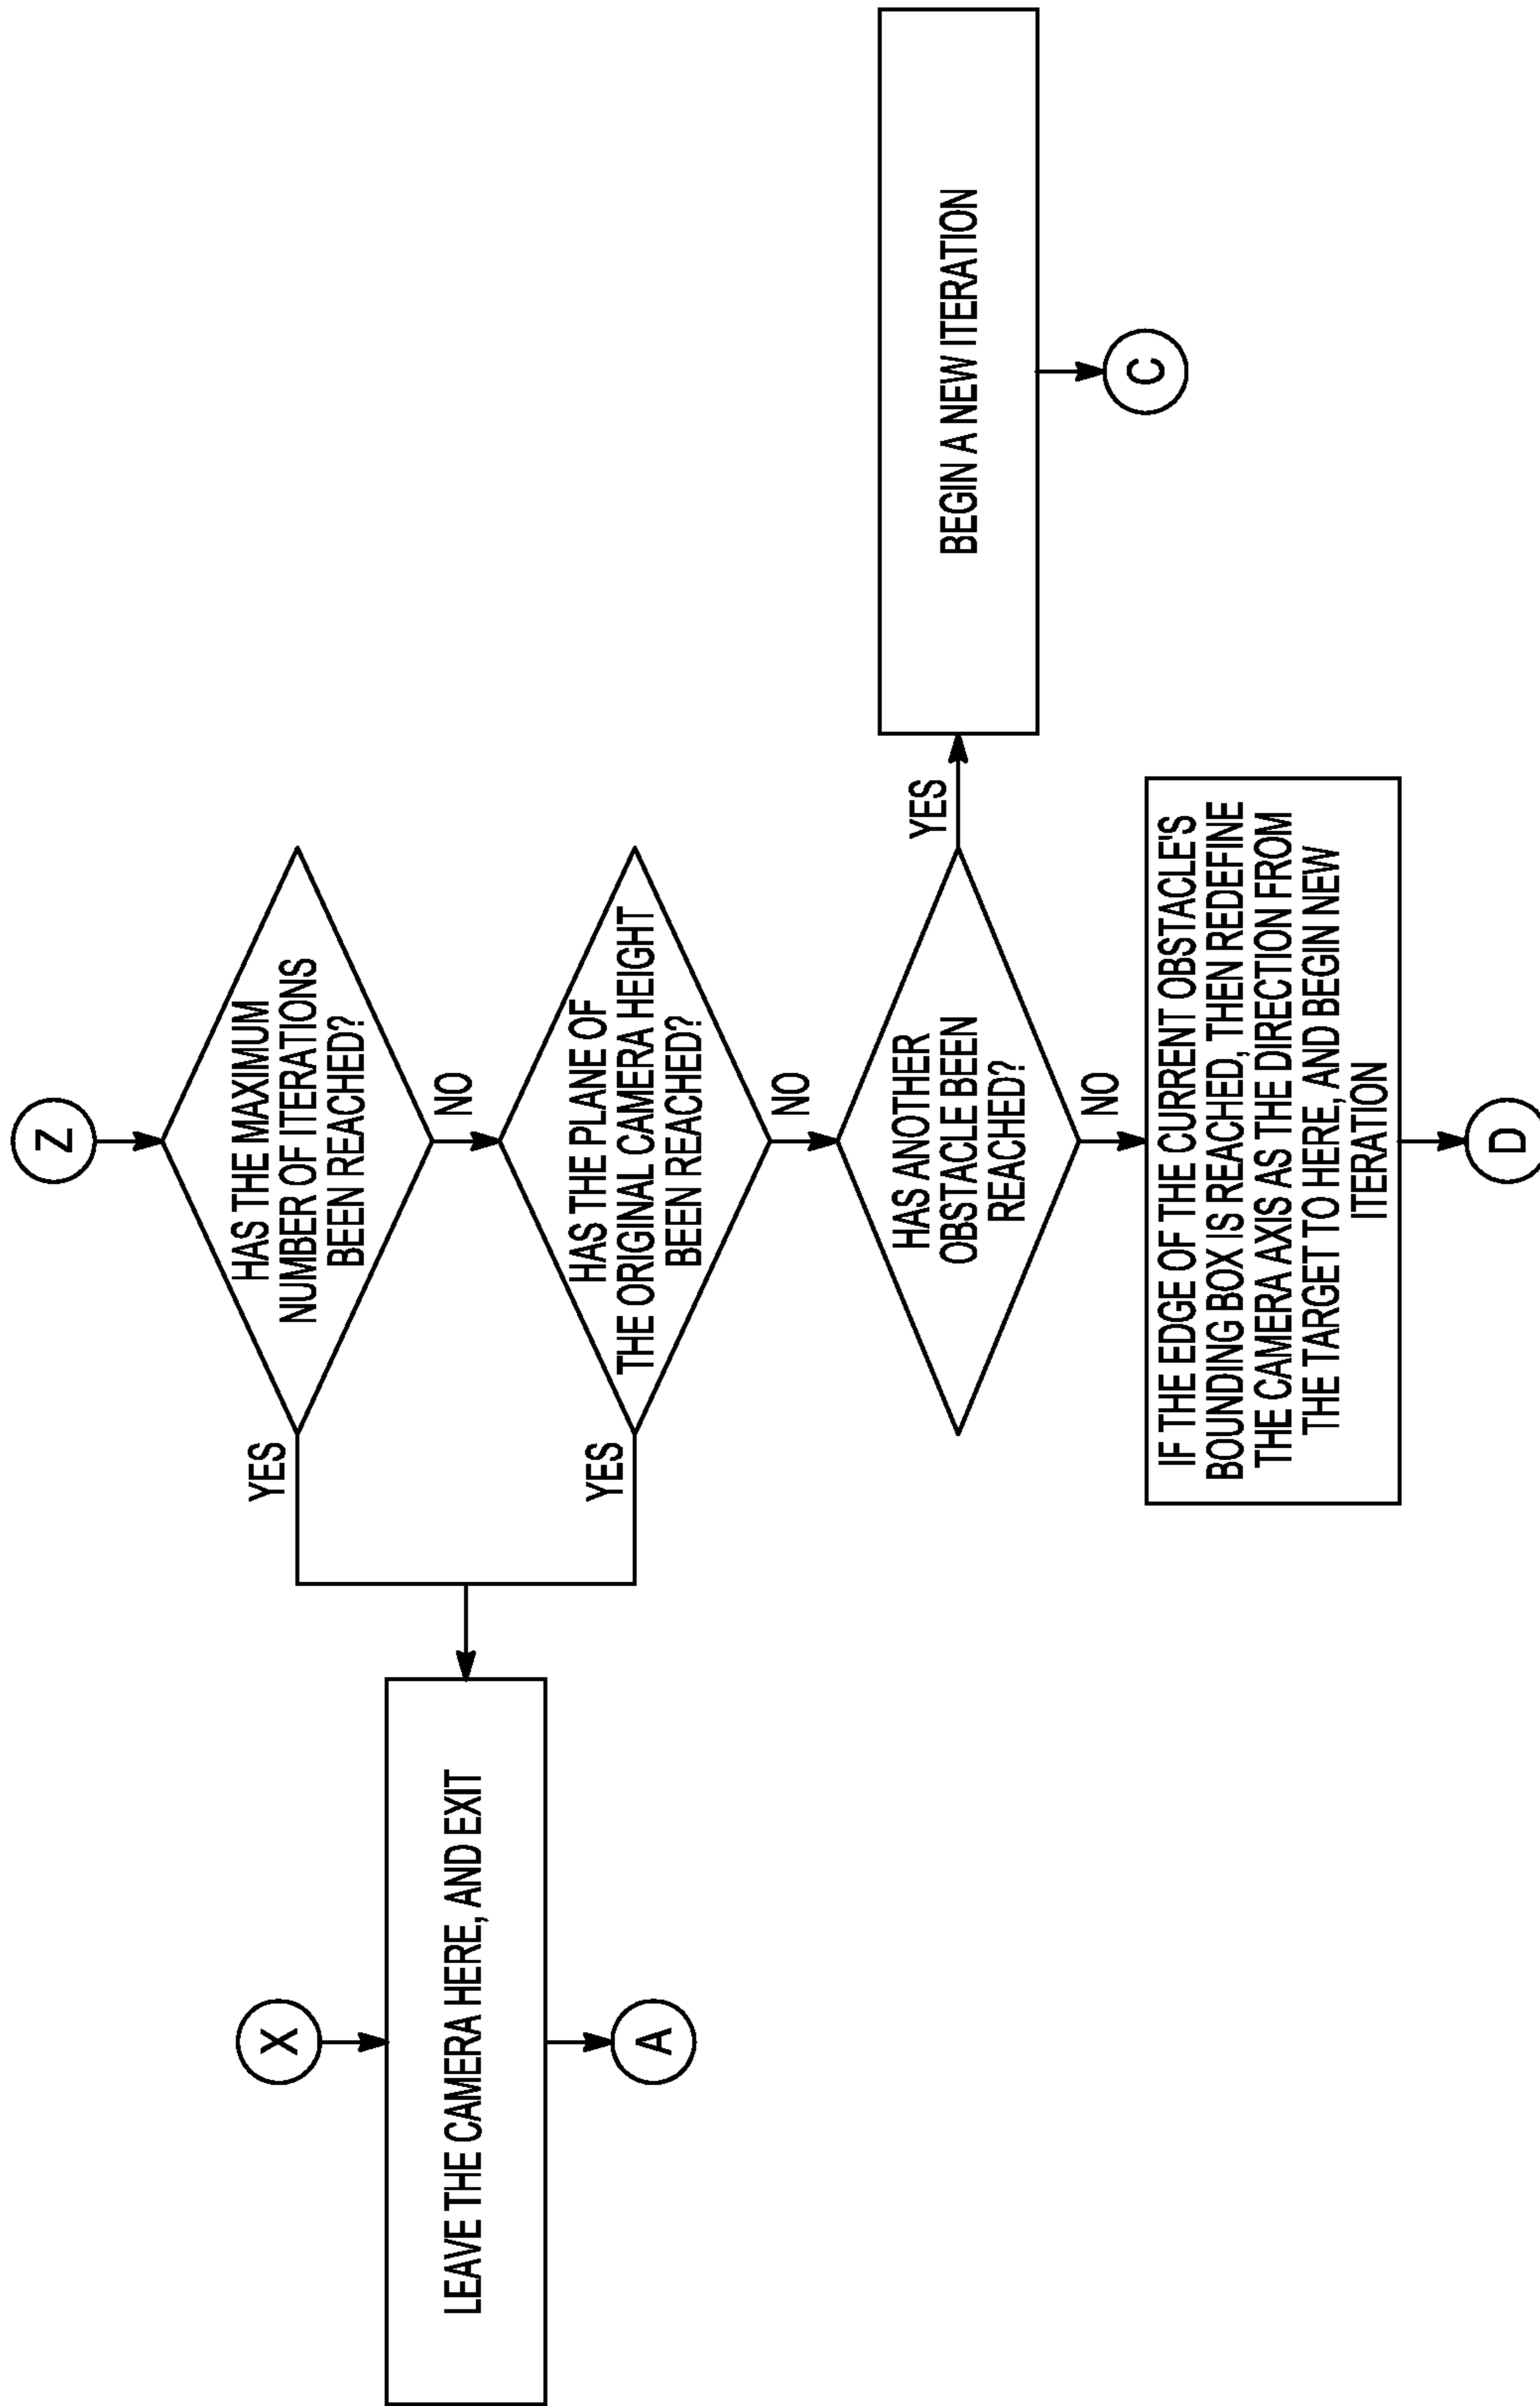 Z
HAS THE MAXIMUM
NUMBER OF ITERATIONS
BEEN REACHED?
YES
NO
X
LEAVE THE CAMERA HERE, AND EXIT
A
HAS THE PLANE OF
THE ORIGINAL CAMERA HEIGHT
BEEN REACHED?
YES
NO
HAS ANOTHER
OBSTACLE BEEN
REACHED?
YES
BEGIN A NEW ITERATION
C
NO
IF THE EDGE OF THE CURRENT OBSTACLE'S
BOUNDING BOX IS REACHED, THEN REDEFINE
THE CAMERA AXIS AS THE DIRECTION FROM
THE TARGET TO HERE, AND BEGIN NEW
ITERATION
D